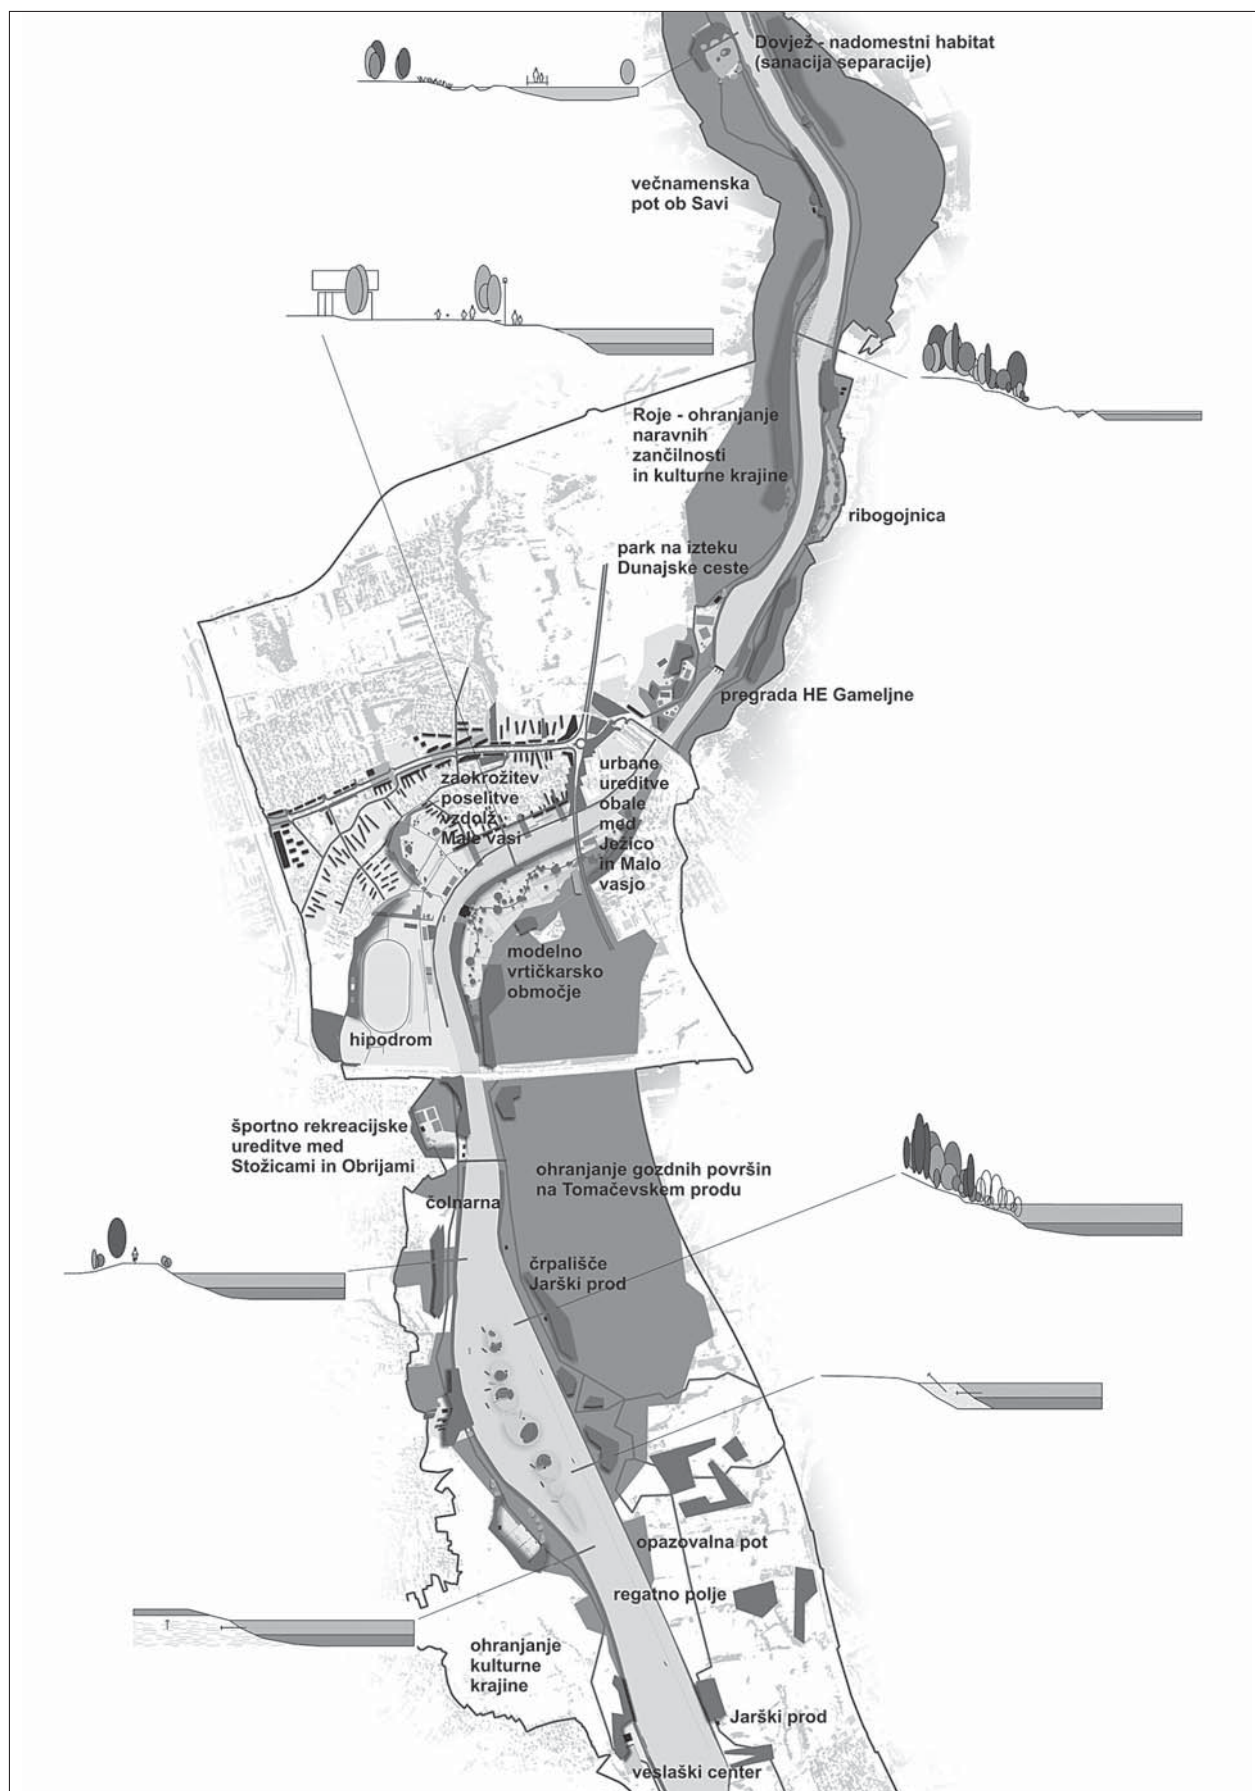 Dovjež - nadomestni habitat
(sanacija separacije)
večnamenska
pot ob Savi
Roje - ohranjanje
naravnih
zančilnosti
in kulturne krajine
ribogojnica
park na izteku
Dunajske ceste
pregrada HE Gameljne
zaokrožitev
poselitve
vzdolž
Male vasi
urbane
ureditve
obale
med
Ježico
in Malo
vasjo
modelno
vrtičkarsko
območje
hipodrom
športno rekreacijske
ureditve med
Stožicami in Obrijami
ohranjanje gozdnih površin
na Tomačevskem produ
čolnarna
črpališče
Jarški prod
opazovalna pot
regatno polje
ohranjanje
kulturne
krajine
Jarški prod
veslaški center